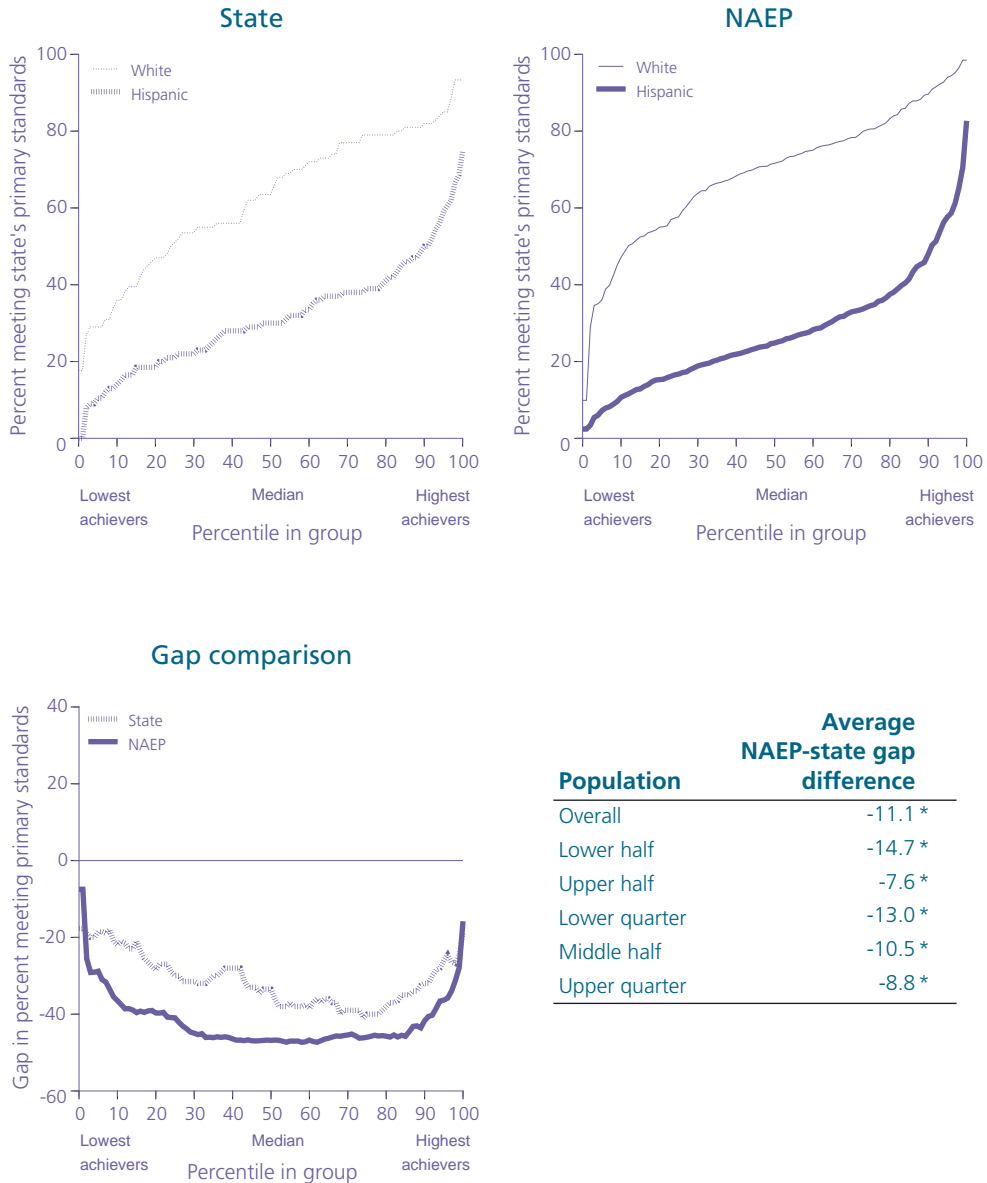 State
Percent meeting state's primary standards
100
80
60
40
20
0
White
Hispanic
0 10 20 30 40 50 60 70 80 90 100
Lowest achievers
Median
Highest achievers
Percentile in group
NAEP
Percent meeting state's primary standards
100
80
60
40
20
0
White
Hispanic
0 10 20 30 40 50 60 70 80 90 100
Lowest achievers
Median
Highest achievers
Percentile in group
Gap comparison
Gap in percent meeting primary standards
40
20
0
-20
-40
-60
State
NAEP
0 10 20 30 40 50 60 70 80 90 100
Lowest achievers
Median
Highest achievers
Percentile in group
Population Average NAEP-state gap difference
Overall -11.1 *
Lower half -14.7 *
Upper half -7.6 *
Lower quarter -13.0 *
Middle half -10.5 *
Upper quarter -8.8 *